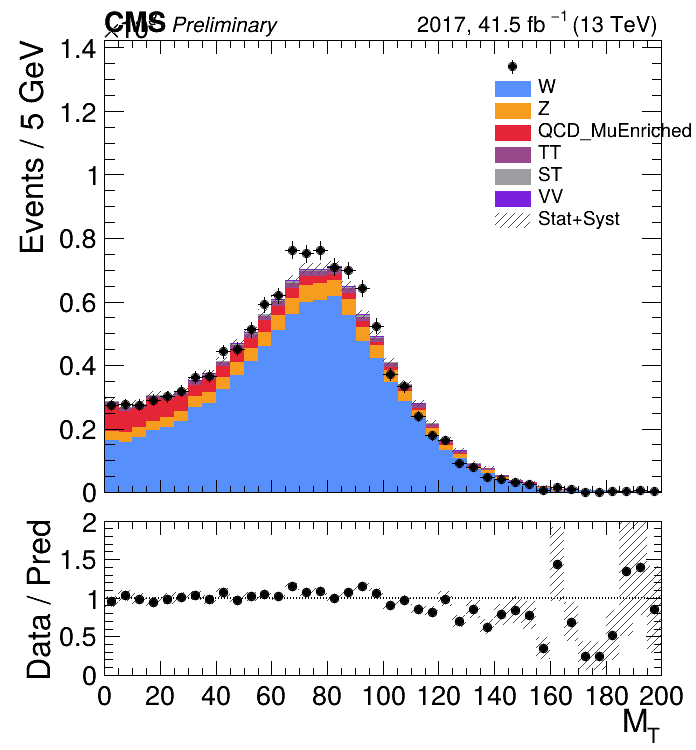 CMS Preliminary 2017, 41.5 fb⁻¹ (13 TeV)
Events / 5 GeV
1.4
1.2
1
0.8
0.6
0.4
0.2
0
W
Z
QCD_MuEnriched
TT
ST
VV
Stat+Syst
Data / Pred
2
1.5
1
0.5
0
0 20 40 60 80 100 120 140 160 180 200
M_T